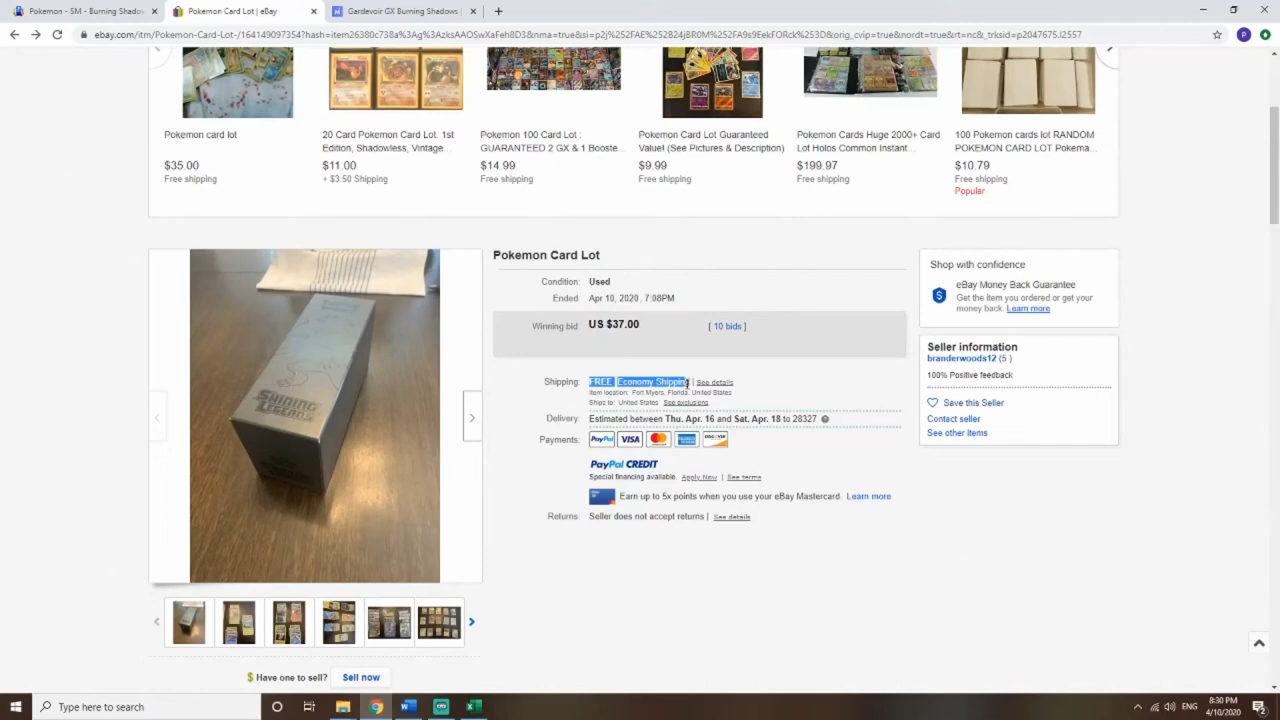 Pokemon - SM - Burning Shadow
Pokemon Card Lot | eBay
Gardevoir GX Burning Shadows
ebay.com/itm/Pokemon-Card-Lot-/164149097354?hash=item26380c738a%3Ag%3AzksAAOSwXaFeh8D3&nma=true&si=p2j%252FAE%252B24j8R0M%252FA9s9EekFORck%253D&orig_cvip=true&nordt=true&rt=nc&_trksid=p2047675.l2557
P
Pokemon card lot
$35.00
Free shipping
20 Card Pokemon Card Lot. 1st
Edition, Shadowless, Vintage...
$11.00
+ $3.50 Shipping
Pokemon 100 Card Lot :
GUARANTEED 2 GX & 1 Booste...
$14.99
Free shipping
Pokemon Card Lot Guaranteed
Value! (See Pictures & Description)
$9.99
Free shipping
Pokemon Cards Huge 2000+ Card
Lot Holos Common Instant...
$199.97
Free shipping
100 Pokemon cards lot RANDOM
POKEMON CARD LOT Pokema...
$10.79
Free shipping
Popular
SHINING
LEGENDS
Pokemon Card Lot
Condition: Used
Ended: Apr 10, 2020 , 7:08PM
Winning bid: US $37.00 [ 10 bids ]
Shipping: FREE Economy Shipping | See details
Item location: Fort Myers, Florida, United States
Ships to: United States See exclusions
Delivery: Estimated between Thu. Apr. 16 and Sat. Apr. 18 to 28327
Payments: PayPal VISA
PayPal CREDIT
Special financing available. Apply Now | See terms
Earn up to 5x points when you use your eBay Mastercard. Learn more
Returns: Seller does not accept returns | See details
Shop with confidence
eBay Money Back Guarantee
Get the item you ordered or get your
money back. Learn more
Seller information
branderwoods12 (5 )
100% Positive feedback
Save this Seller
Contact seller
See other items
$ Have one to sell? Sell now
Type here to search
ENG
8:30 PM
4/10/2020
2